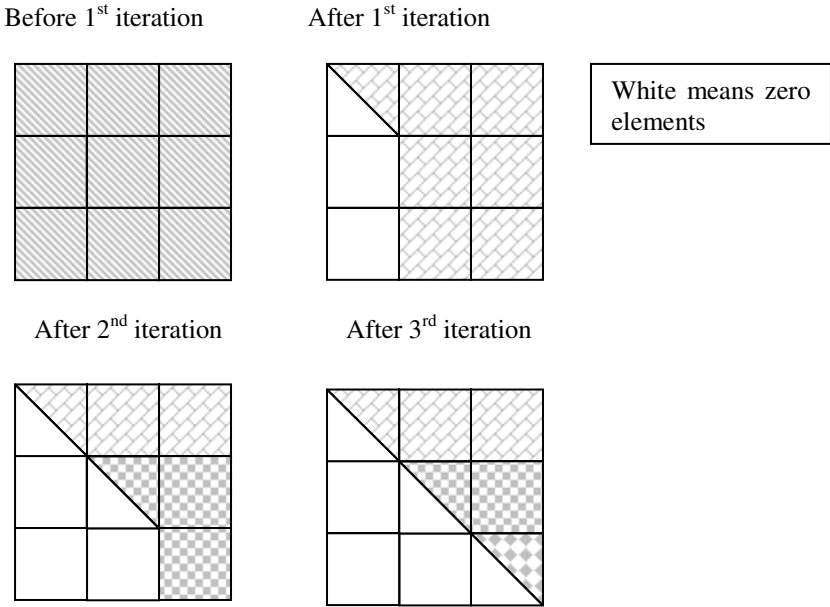 Before 1st iteration
After 1st iteration
White means zero
elements
After 2nd iteration
After 3rd iteration